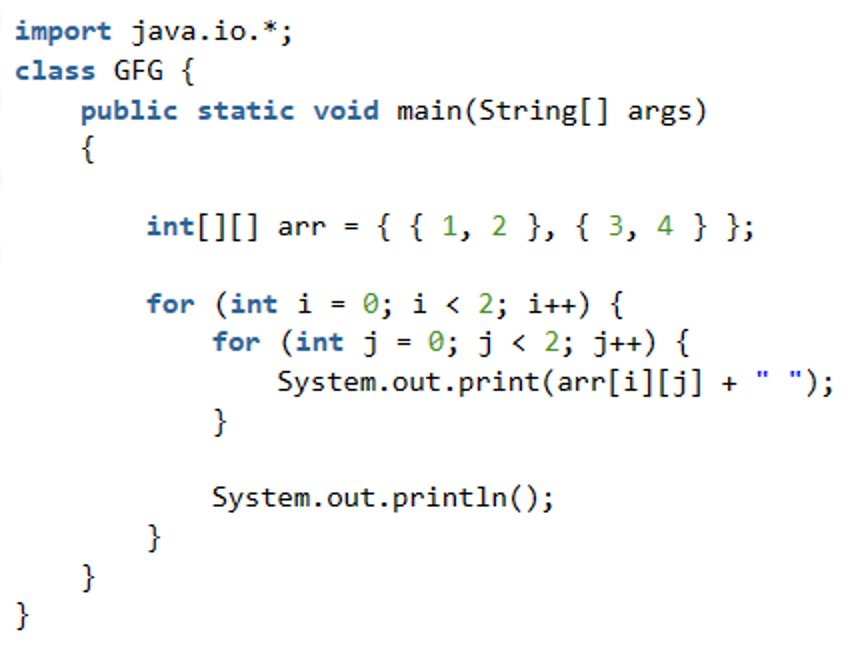 import java.io.*;
class GFG {
    public static void main(String[] args)
    {

        int[][] arr = { { 1, 2 }, { 3, 4 } };

        for (int i = 0; i < 2; i++) {
            for (int j = 0; j < 2; j++) {
                System.out.print(arr[i][j] + " ");
            }

            System.out.println();
        }
    }
}